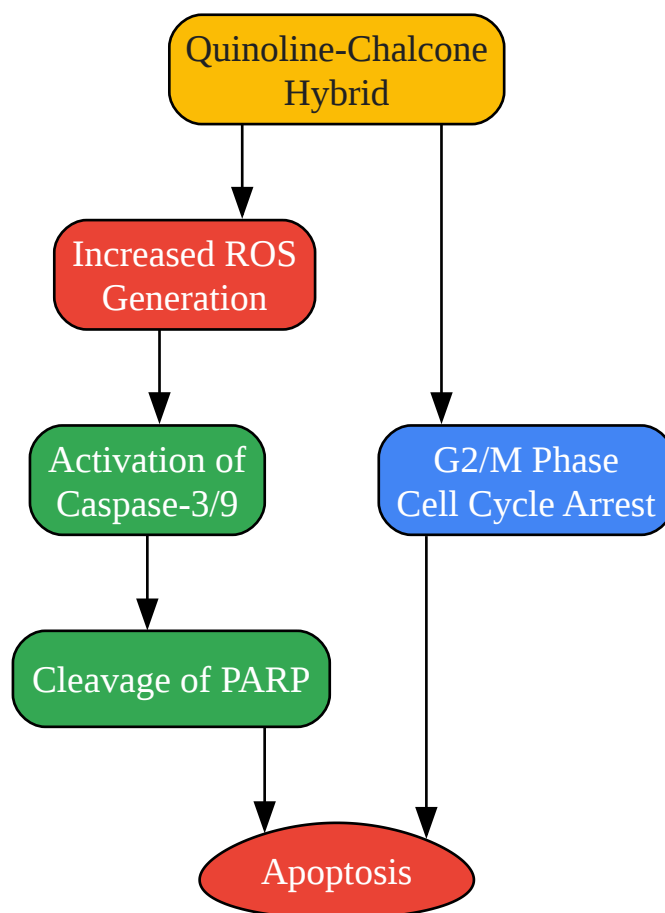 Quinoline-Chalcone
Hybrid
Increased ROS
Generation
Activation of
Caspase-3/9
G2/M Phase
Cell Cycle Arrest
Cleavage of PARP
Apoptosis